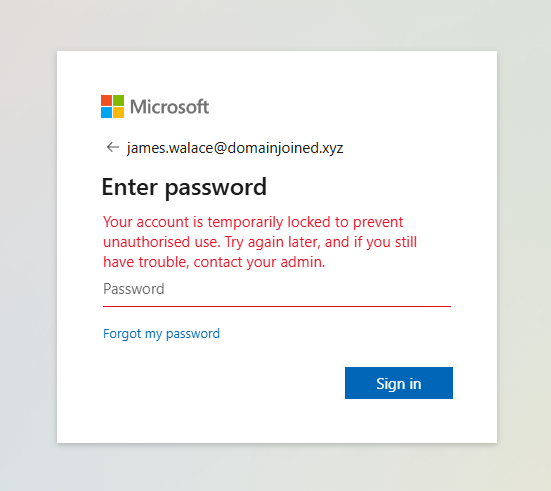 Microsoft
james.walace@domainjoined.xyz
Enter password
Your account is temporarily locked to prevent
unauthorised use. Try again later, and if you still
have trouble, contact your admin.
Password
Forgot my password
Sign in